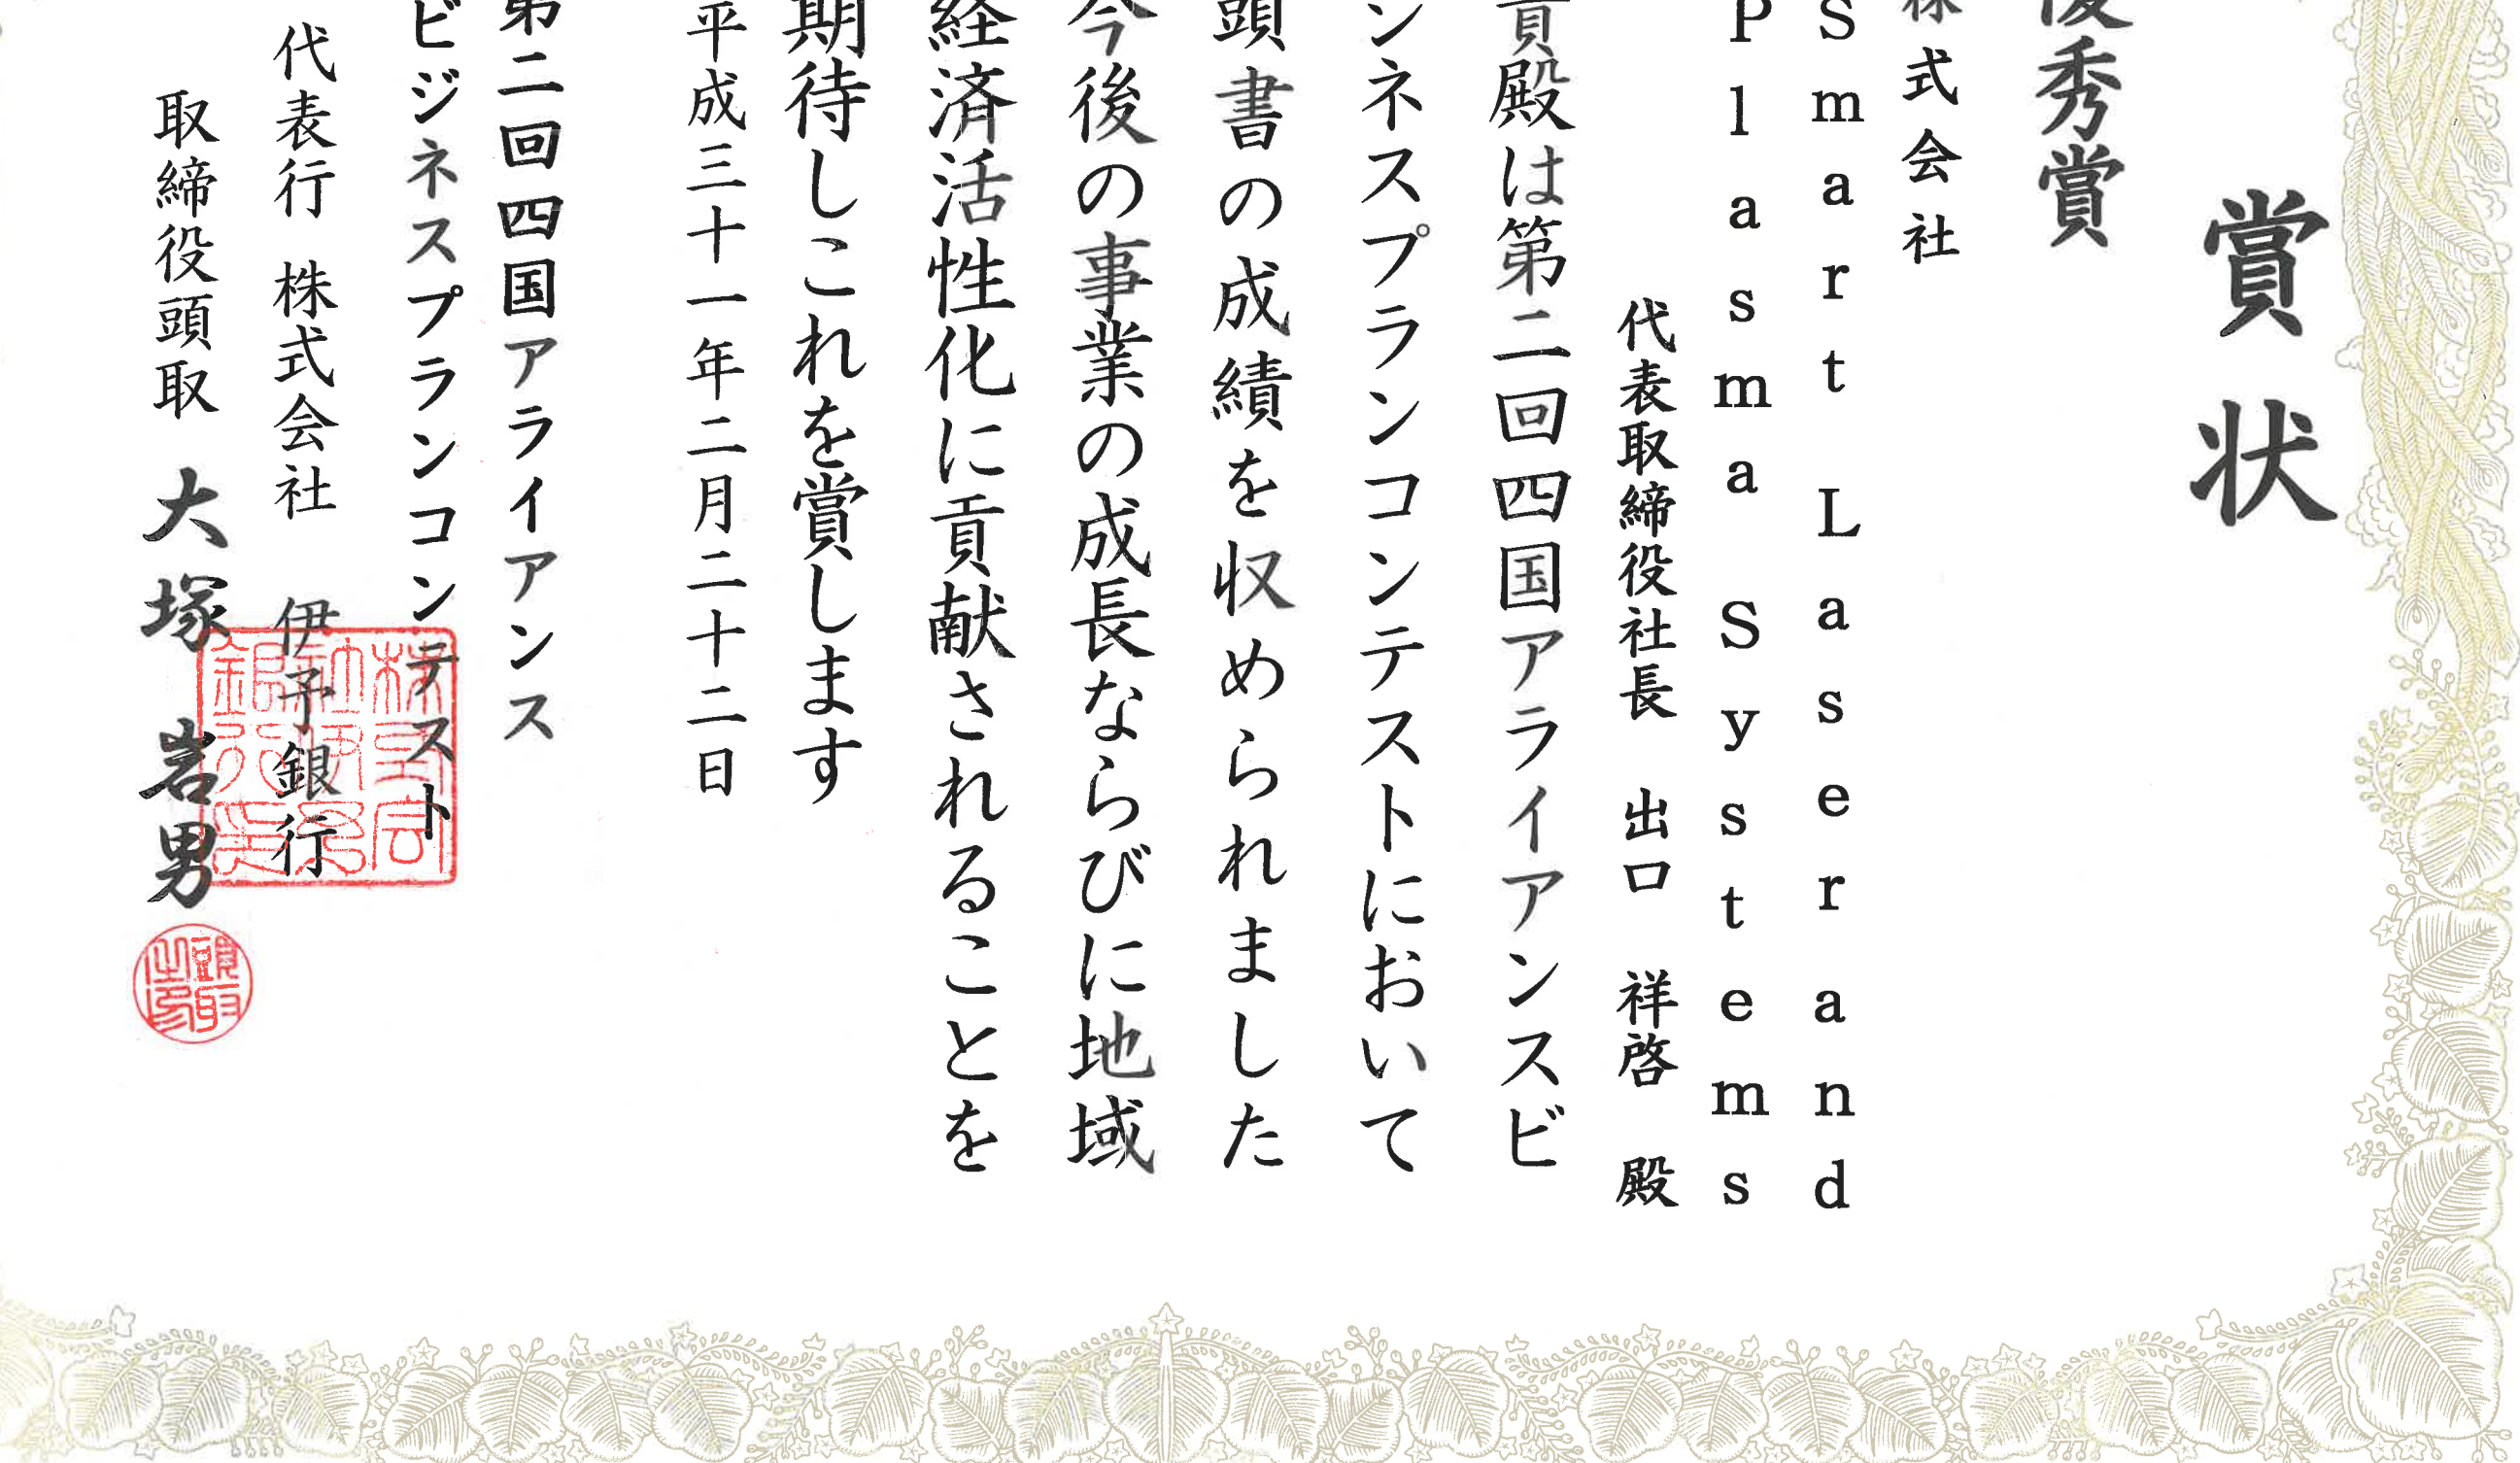 賞状
優秀賞
株式会社
Smart Laser and
Plasma Systems
代表取締役社長 出口 祥啓 殿
貴殿は第二回四国アライアンスビ
ジネスプランコンテストにおいて
頭書の成績を収められました
今後の事業の成長ならびに地域
経済活性化に貢献されることを
期待しこれを賞します
平成三十一年二月二十二日
第二回四国アライアンス
ビジネスプランコンテスト
代表行 株式会社 伊予銀行
取締役頭取 大塚 岩男
頭取之印